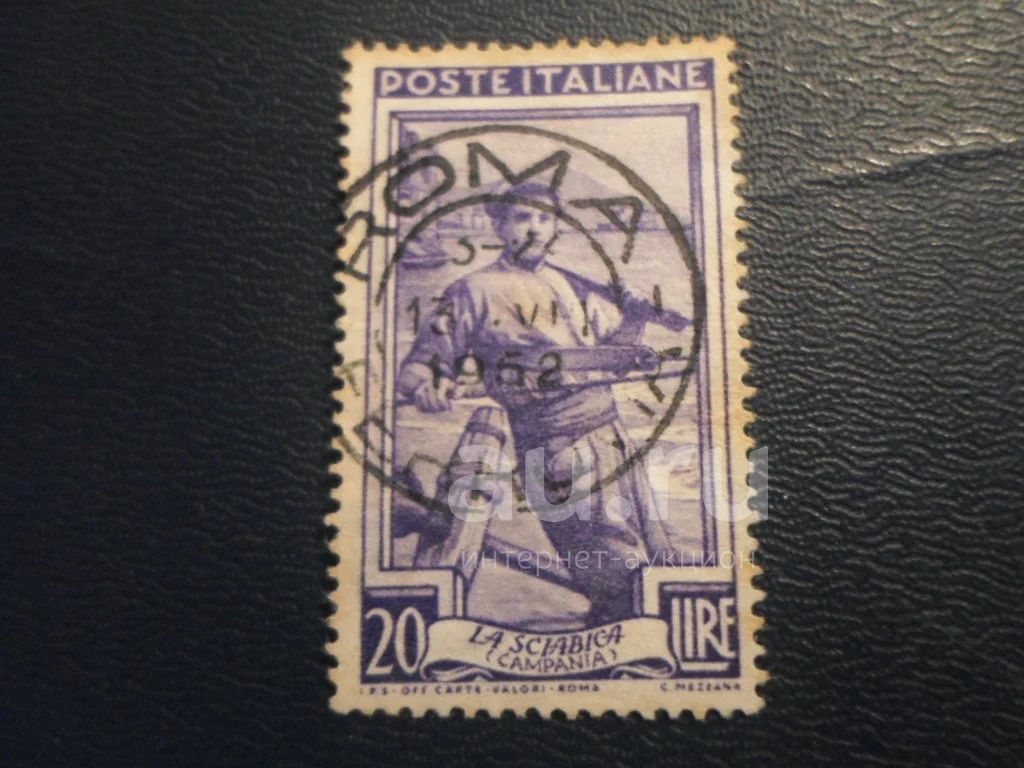 POSTE ITALIANE
ROMA
13 .VII
1952
20 LA SCIABICA LIRE
(CAMPANIA)
I.P.S-OFF. CARTE-VALORI-ROMA C. MEZZANA
au.ru
интернет-аукцион